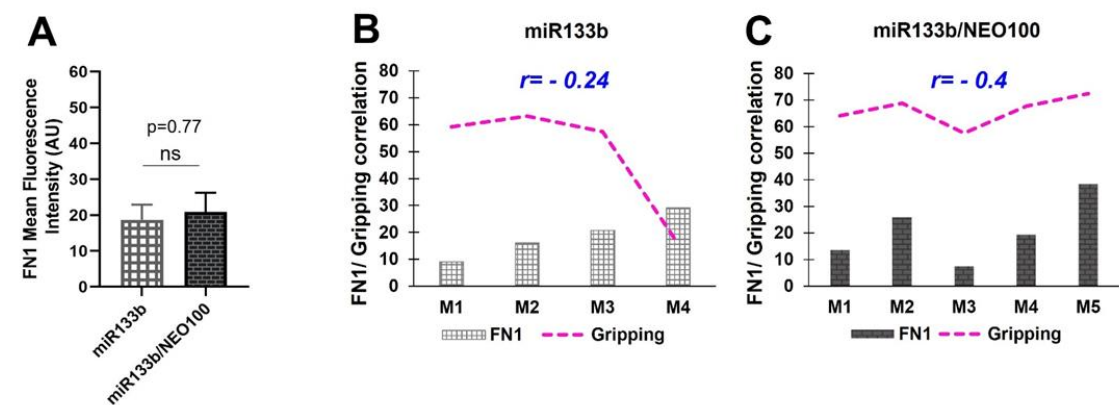 A
FN1 Mean Fluorescence
Intensity (AU)
60
50
40
30
20
10
0
p=0.77
ns
miR133b
miR133b/NEO100
B
miR133b
r= - 0.24
FN1/ Gripping correlation
80
70
60
50
40
30
20
10
0
M1 M2 M3 M4
FN1 Gripping
C
miR133b/NEO100
r= - 0.4
FN1/ Gripping correlation
80
70
60
50
40
30
20
10
0
M1 M2 M3 M4 M5
FN1 Gripping